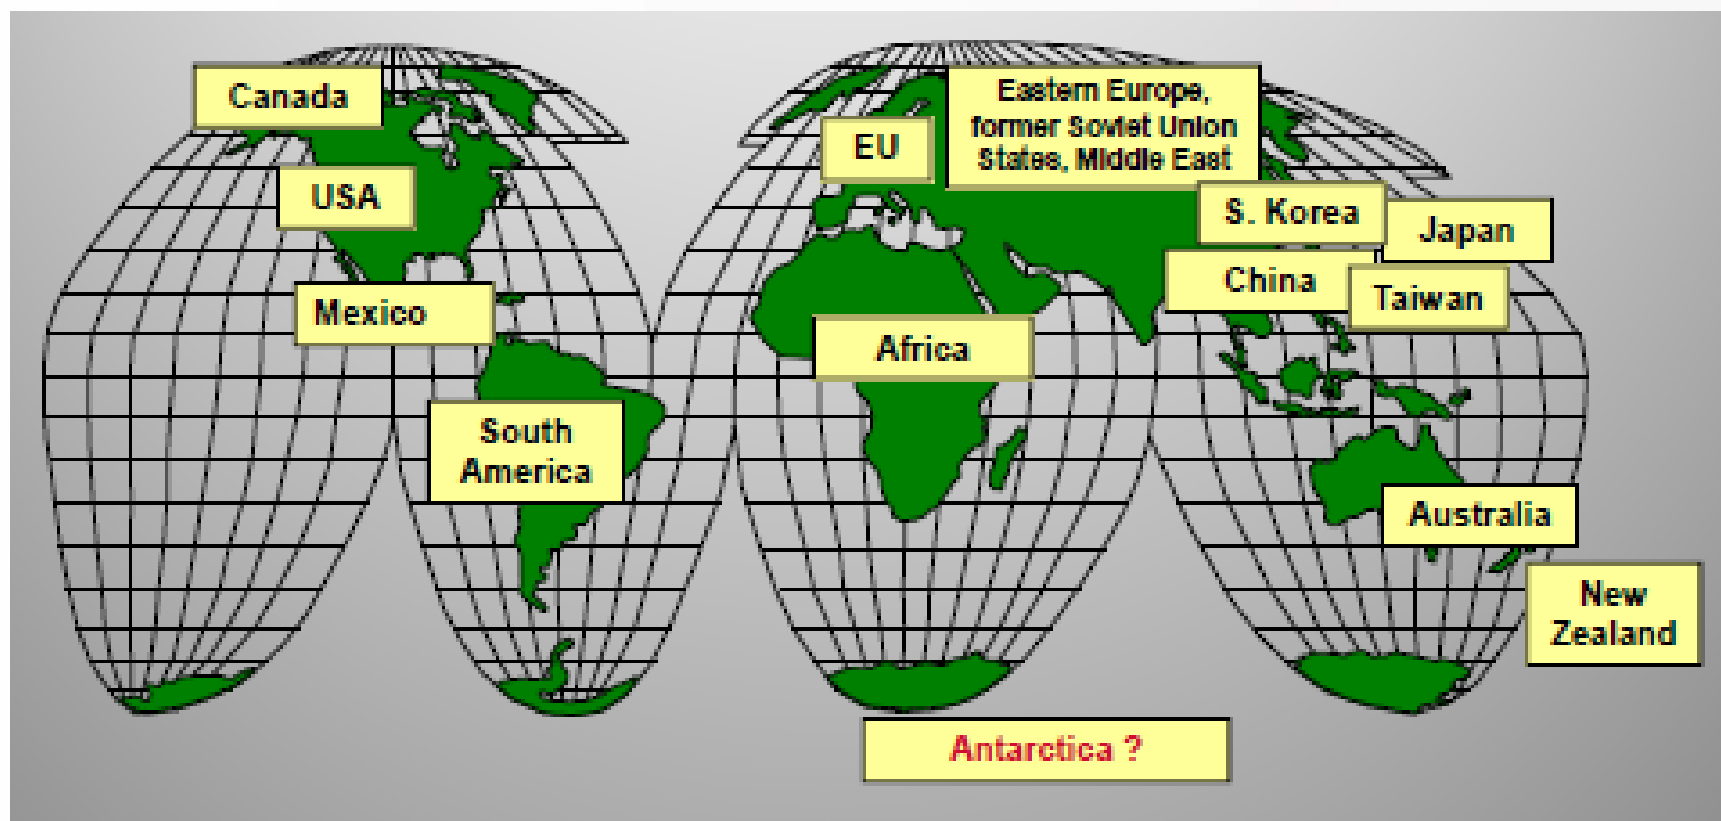 Canada
USA
Mexico
South
America
EU
Eastern Europe,
former Soviet Union
States, Middle East
Africa
S. Korea
Japan
China
Taiwan
Australia
New
Zealand
Antarctica ?